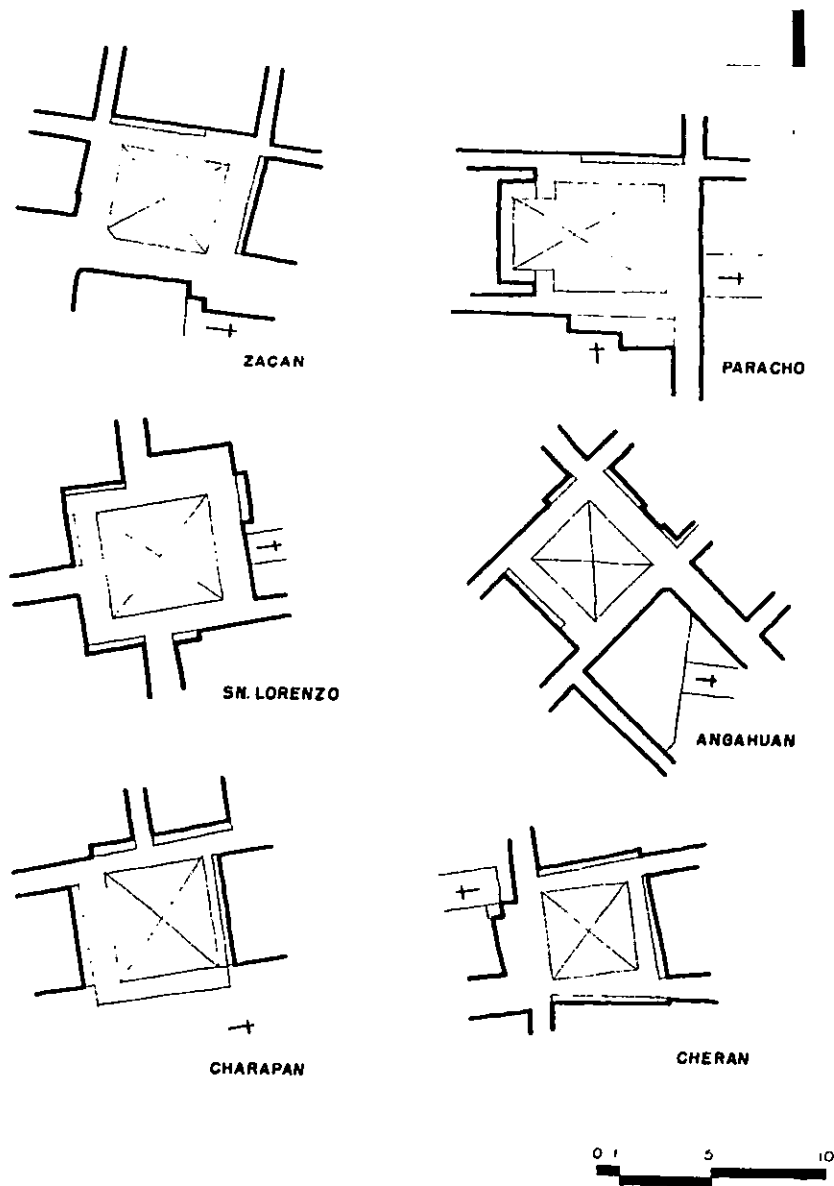 ZACAN
PARACHO
SN. LORENZO
ANGAHUAN
CHARAPAN
CHERAN
0 1 5 10